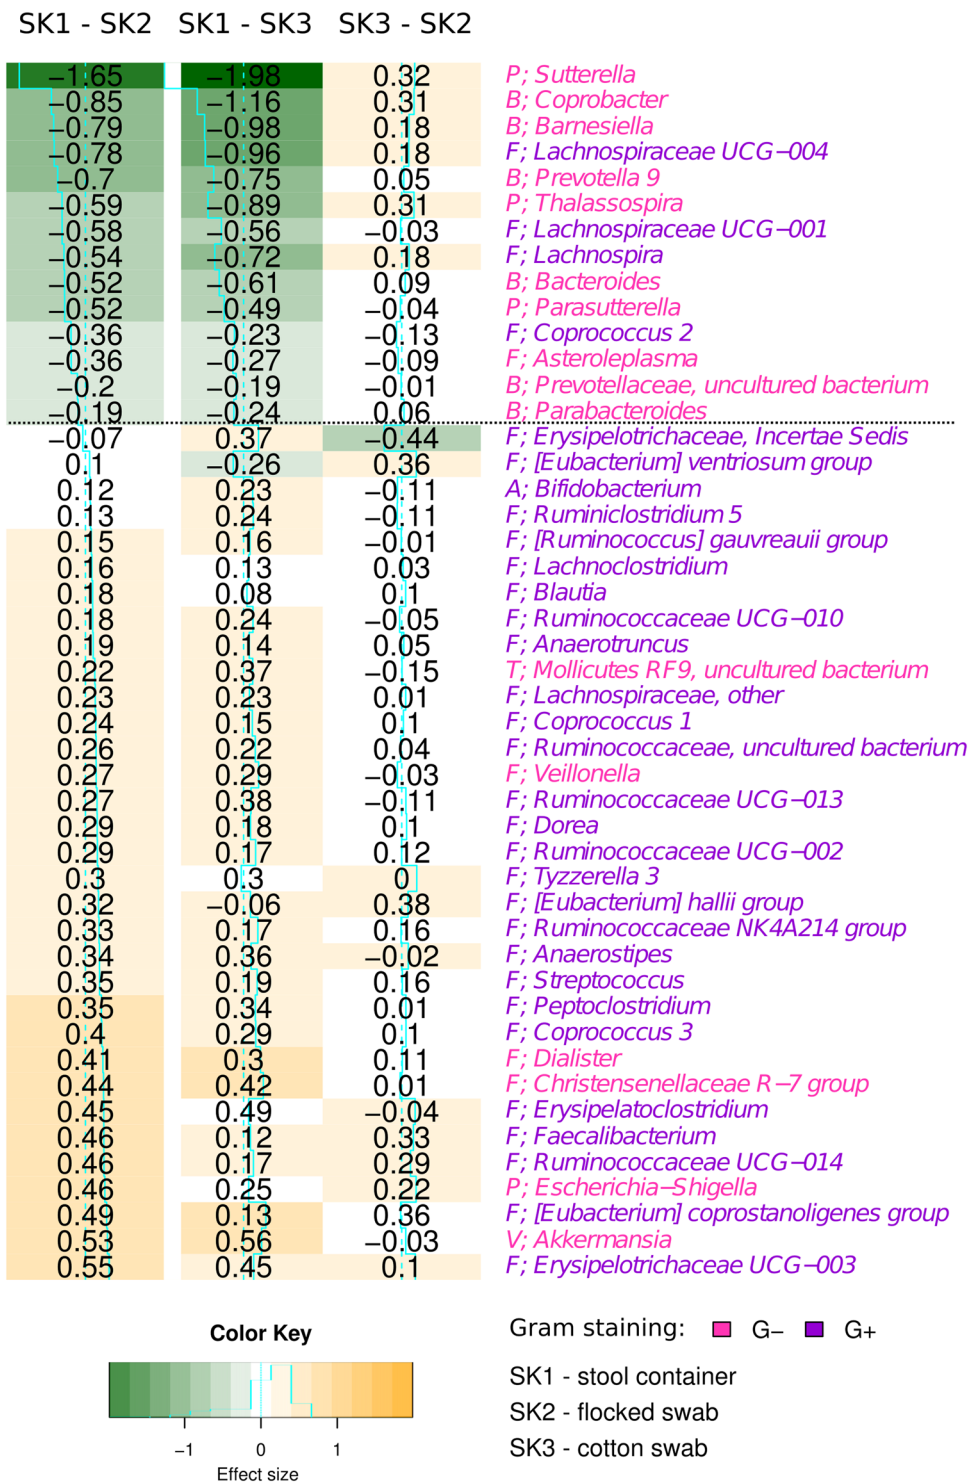 SK1 - SK2 SK1 - SK3 SK3 - SK2
−1.65 −1.98 0.32 P; Sutterella
−0.85 −1.16 0.31 B; Coprobacter
−0.79 −0.98 0.18 B; Barnesiella
−0.78 −0.96 0.18 F; Lachnospiraceae UCG−004
−0.7 −0.75 0.05 B; Prevotella 9
−0.59 −0.89 0.31 P; Thalassospira
−0.58 −0.56 −0.03 F; Lachnospiraceae UCG−001
−0.54 −0.72 0.18 F; Lachnospira
−0.52 −0.61 0.09 B; Bacteroides
−0.52 −0.49 −0.04 P; Parasutterella
−0.36 −0.23 −0.13 F; Coprococcus 2
−0.36 −0.27 −0.09 F; Asteroleplasma
−0.2 −0.19 −0.01 B; Prevotellaceae, uncultured bacterium
−0.19 −0.24 0.06 B; Parabacteroides
−0.07 0.37 −0.44 F; Erysipelotrichaceae, Incertae Sedis
0.1 −0.26 0.36 F; [Eubacterium] ventriosum group
0.12 0.23 −0.11 A; Bifidobacterium
0.13 0.24 −0.11 F; Ruminiclostridium 5
0.15 0.16 −0.01 F; [Ruminococcus] gauvreauii group
0.16 0.13 0.03 F; Lachnoclostridium
0.18 0.08 0.1 F; Blautia
0.18 0.24 −0.05 F; Ruminococcaceae UCG−010
0.19 0.14 0.05 F; Anaerotruncus
0.22 0.37 −0.15 T; Mollicutes RF9, uncultured bacterium
0.23 0.23 0.01 F; Lachnospiraceae, other
0.24 0.15 0.1 F; Coprococcus 1
0.26 0.22 0.04 F; Ruminococcaceae, uncultured bacterium
0.27 0.29 −0.03 F; Veillonella
0.27 0.38 −0.11 F; Ruminococcaceae UCG−013
0.29 0.18 0.1 F; Dorea
0.29 0.17 0.12 F; Ruminococcaceae UCG−002
0.3 0.3 0 F; Tyzzerella 3
0.32 −0.06 0.38 F; [Eubacterium] hallii group
0.33 0.17 0.16 F; Ruminococcaceae NK4A214 group
0.34 0.36 −0.02 F; Anaerostipes
0.35 0.19 0.16 F; Streptococcus
0.35 0.34 0.01 F; Peptoclostridium
0.4 0.29 0.1 F; Coprococcus 3
0.41 0.3 0.11 F; Dialister
0.44 0.42 0.01 F; Christensenellaceae R−7 group
0.45 0.49 −0.04 F; Erysipelatoclostridium
0.46 0.12 0.33 F; Faecalibacterium
0.46 0.17 0.29 F; Ruminococcaceae UCG−014
0.46 0.25 0.22 P; Escherichia−Shigella
0.49 0.13 0.36 F; [Eubacterium] coprostanoligenes group
0.53 0.56 −0.03 V; Akkermansia
0.55 0.45 0.1 F; Erysipelotrichaceae UCG−003
Color Key
−1 0 1
Effect size
Gram staining: G− G+
SK1 - stool container
SK2 - flocked swab
SK3 - cotton swab